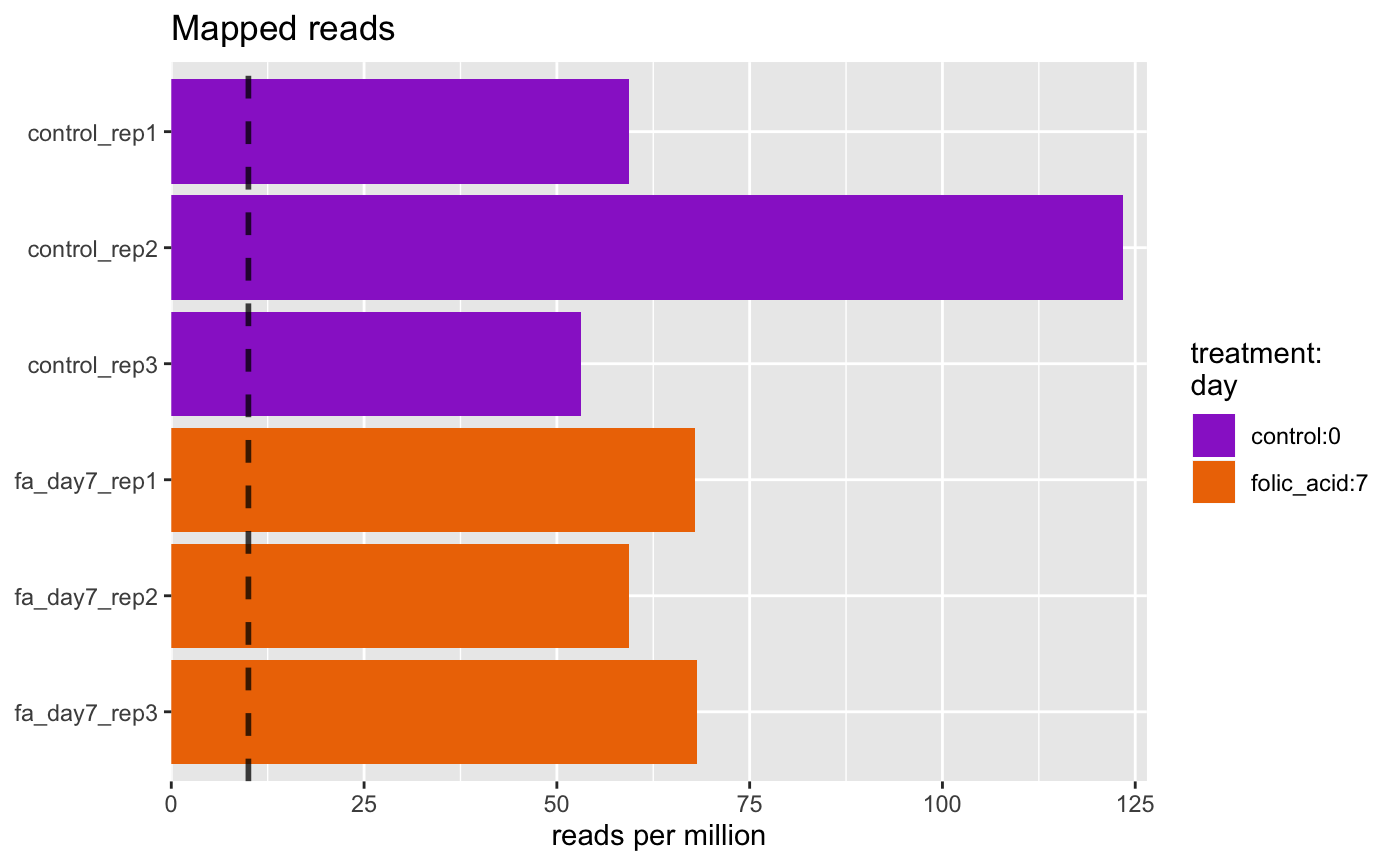 Mapped reads
control_rep1
control_rep2
control_rep3
fa_day7_rep1
fa_day7_rep2
fa_day7_rep3
0 25 50 75 100 125
reads per million
treatment:
day
control:0
folic_acid:7